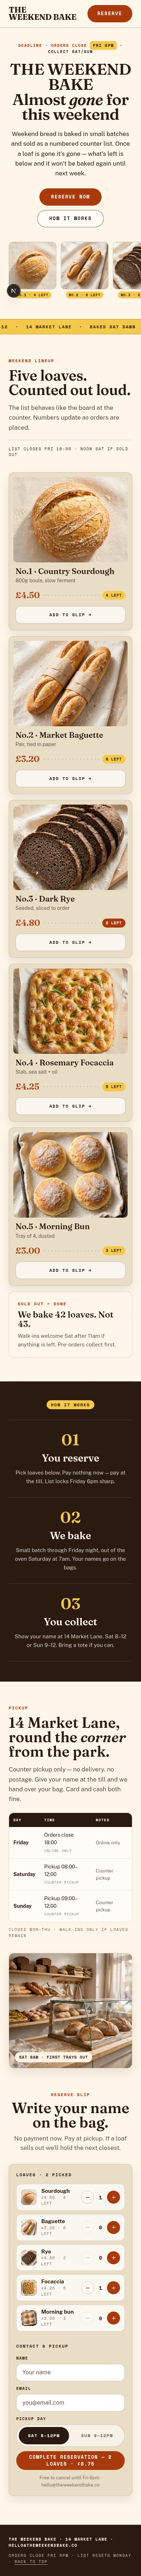 THE
WEEKEND BAKE
RESERVE
DEADLINE · ORDERS CLOSE FRI 6PM ·
COLLECT SAT/SUN
THE WEEKEND
BAKE
Almost gone for
this weekend
Weekend bread is baked in small batches
and sold as a numbered counter list. Once
a loaf is gone it's gone — what's left is
below and it won't be baked again until
next week.
RESERVE NOW
HOW IT WORKS
LEFT
NO.2 · 6 LEFT
NO.3 ·
14 MARKET LANE · BAKED SAT DAWN
WEEKEND LINEUP
Five loaves.
Counted out loud.
The list behaves like the board at the
counter. Numbers update as orders are
placed.
LIST CLOSES FRI 18:00 · NOON SAT IF SOLD
OUT
No.1 · Country Sourdough
800g boule, slow ferment
£4.50
4 LEFT
ADD TO SLIP →
No.2 · Market Baguette
Pair, tied in paper
£3.20
6 LEFT
ADD TO SLIP →
No.3 · Dark Rye
Seeded, sliced to order
£4.80
2 LEFT
ADD TO SLIP →
No.4 · Rosemary Focaccia
Slab, sea salt + oil
£4.25
5 LEFT
ADD TO SLIP →
No.5 · Morning Bun
Tray of 4, dusted
£3.00
3 LEFT
ADD TO SLIP →
SOLD OUT = DONE
We bake 42 loaves. Not
43.
Walk-ins welcome Sat after 11am if
anything is left. Pre-orders collect first.
HOW IT WORKS
01
You reserve
Pick loaves below. Pay nothing now — pay at
the till. List locks Friday 6pm sharp.
02
We bake
Small batch through Friday night, out of the
oven Saturday at 7am. Your names go on the
bags.
03
You collect
Show your name at 14 Market Lane. Sat 8–12
or Sun 9–12. Bring a tote if you can.
PICKUP
14 Market Lane,
round the corner
from the park.
Counter pickup only — no delivery, no
postage. Give your name at the till and we'll
hand over your bag. Card and cash both
fine.
DAY TIME NOTES
Friday Orders close 18:00 Online only
ONLINE ONLY
Saturday Pickup 08:00–12:00 Counter pickup
COUNTER PICKUP
Sunday Pickup 09:00–12:00 Counter pickup
COUNTER PICKUP
CLOSED MON–THU · WALK-INS ONLY IF LOAVES
REMAIN
SAT 8AM · FIRST TRAYS OUT
RESERVE SLIP
Write your name
on the bag.
No payment now. Pay at pickup. If a loaf
sells out we'll hold the next closest.
LOAVES · 2 PICKED
Sourdough
£4.50 · 4
LEFT
− 1 +
Baguette
£3.20 · 6
LEFT
− 0 +
Rye
£4.80 · 2
LEFT
− 0 +
Focaccia
£4.25 · 5
LEFT
− 1 +
Morning bun
£3.00 · 3
LEFT
− 0 +
CONTACT & PICKUP
NAME
Your name
EMAIL
you@email.com
PICKUP DAY
SAT 8–12PM
SUN 9–12PM
COMPLETE RESERVATION — 2
LOAVES · £8.75
Free to cancel until Fri 6pm ·
hello@theweekendbake.co
THE WEEKEND BAKE · 14 MARKET LANE ·
HELLO@THEWEEKENDBAKE.CO
ORDERS CLOSE FRI 6PM · LIST RESETS MONDAY
· BACK TO TOP